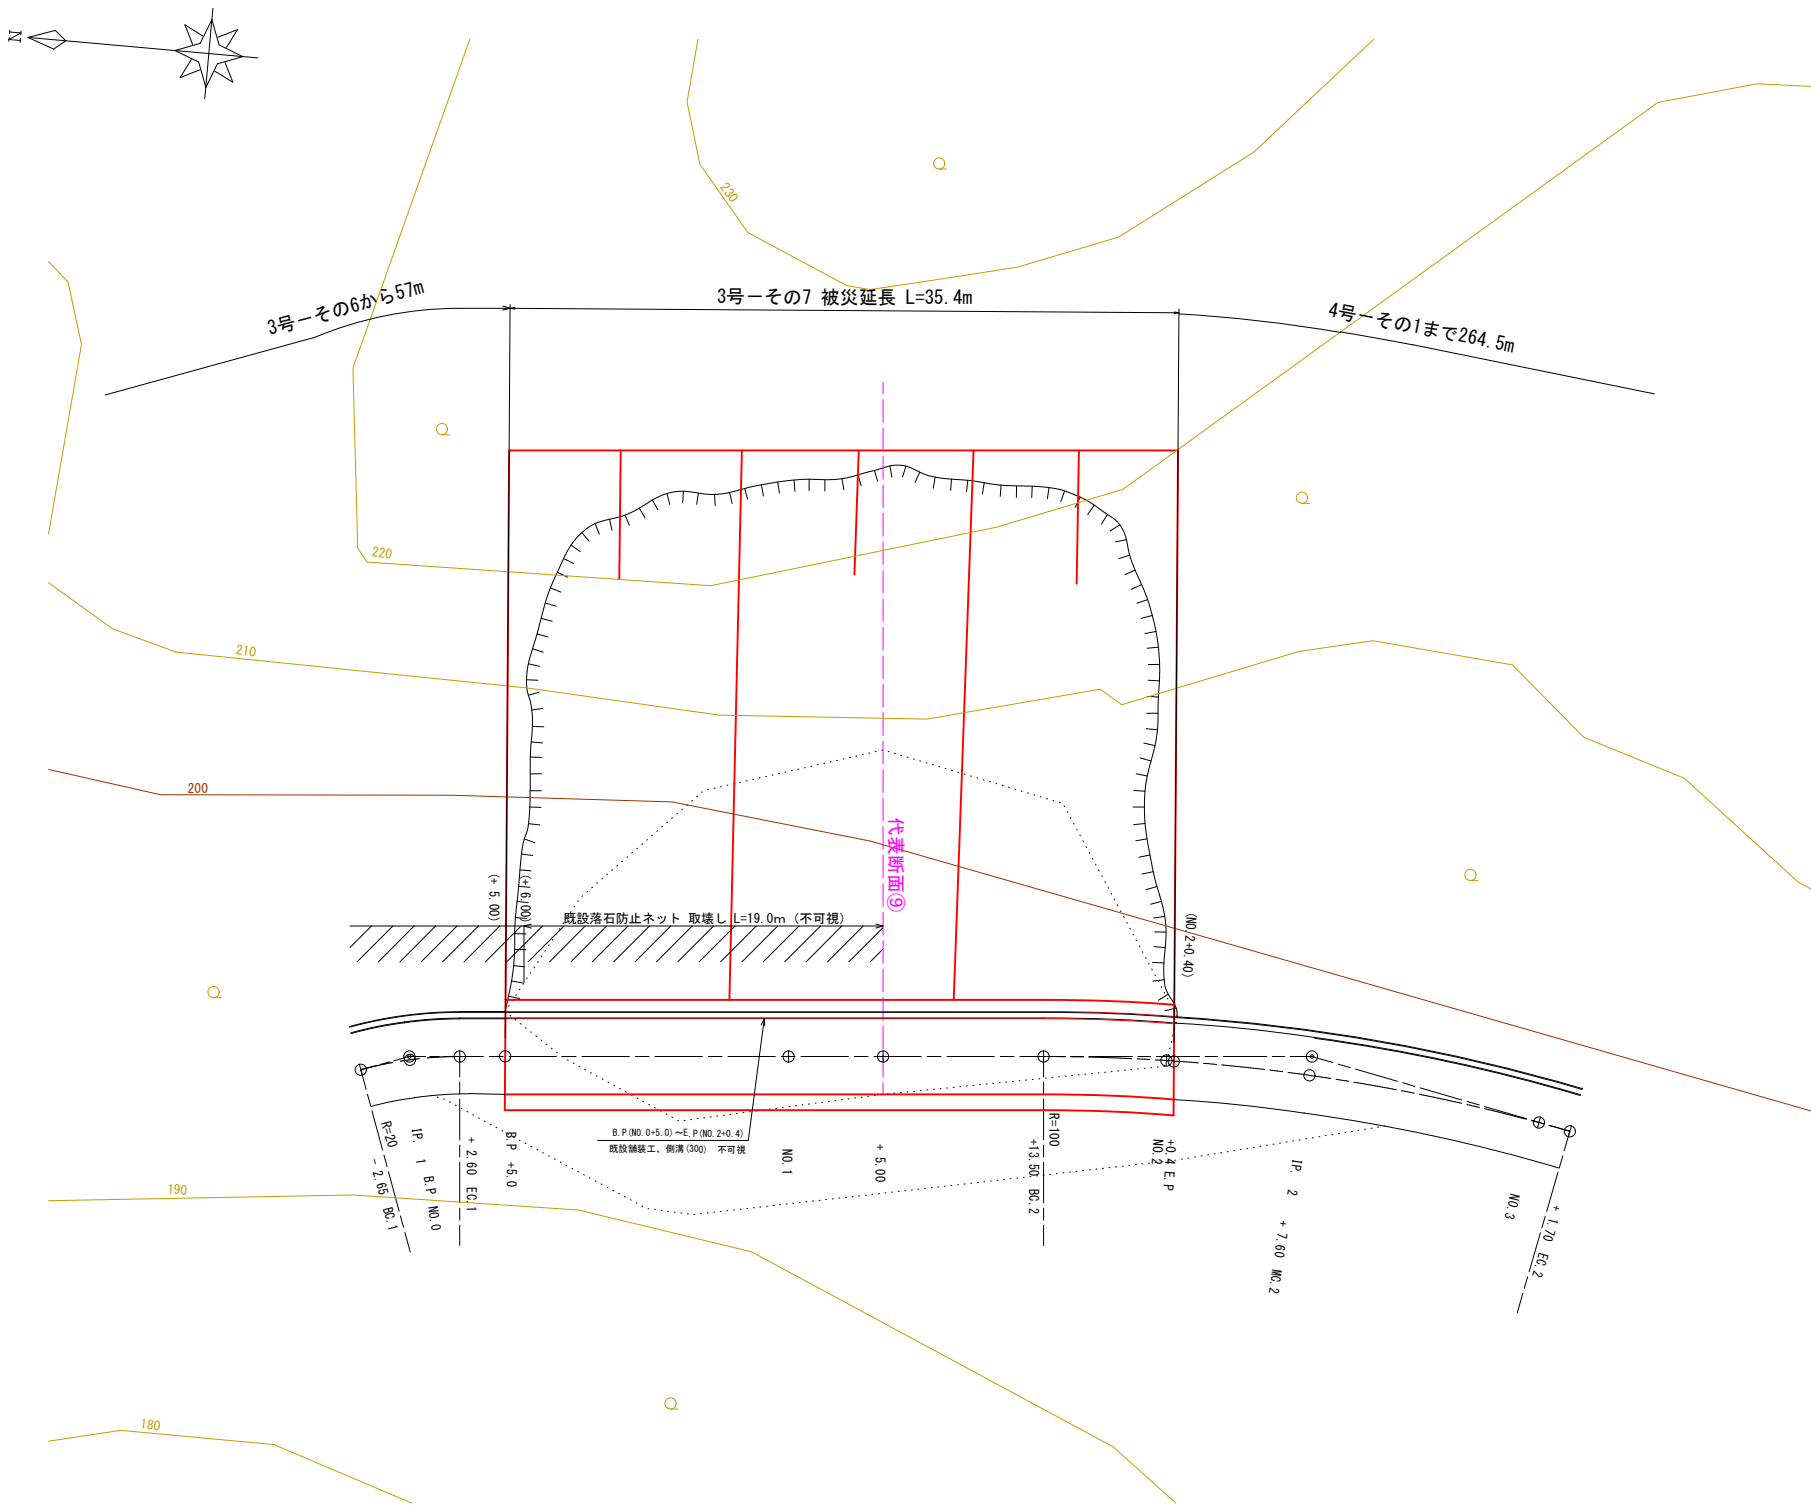 N
230
3号－その6から57m
3号－その7 被災延長 L=35.4m
4号－その1まで264.5m
220
210
200
代表断面⑨
(+ 5.00)
(+ 6.00)
既設落石防止ネット 取壊し L=19.0m (不可視)
(NO.2+0.40)
B.P(NO.0+5.0)～E.P(NO.2+0.4)
既設舗装工、側溝(300) 不可視
R=20
- 2.65 BC.1
IP. 1
B.P NO.0
+ 2.60 EC.1
B.P +5.0
NO.1
+ 5.00
R=100
+13.50 BC.2
NO.2
+0.4 E.P
IP. 2
+ 7.60 MC.2
NO.3
+ 1.70 EC.2
190
180